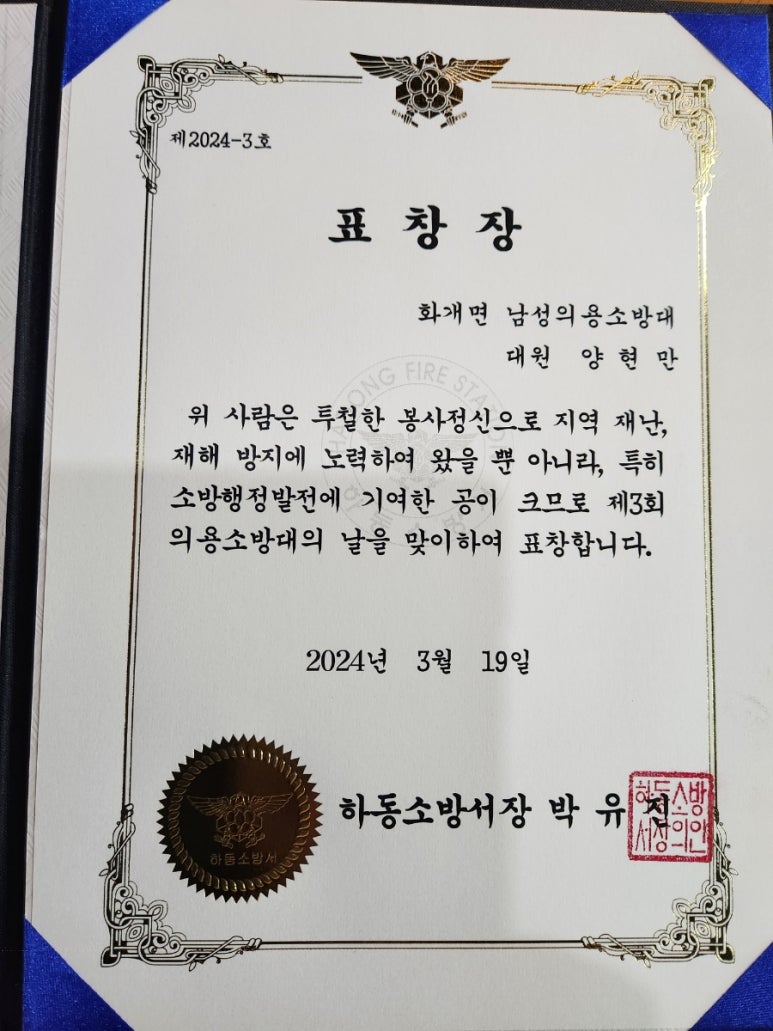 제2024-3호
표 창 장
화개면 남성의용소방대
대원 양 현 만
HADONG FIRE STATION
위 사람은 투철한 봉사정신으로 지역 재난,
재해 방지에 노력하여 왔을 뿐 아니라, 특히
소방행정발전에 기여한 공이 크므로 제3회
의용소방대의 날을 맞이하여 표창합니다.
2024년 3월 19일
하동소방서장 박 유 진
하동소방
서장의인
하동소방서